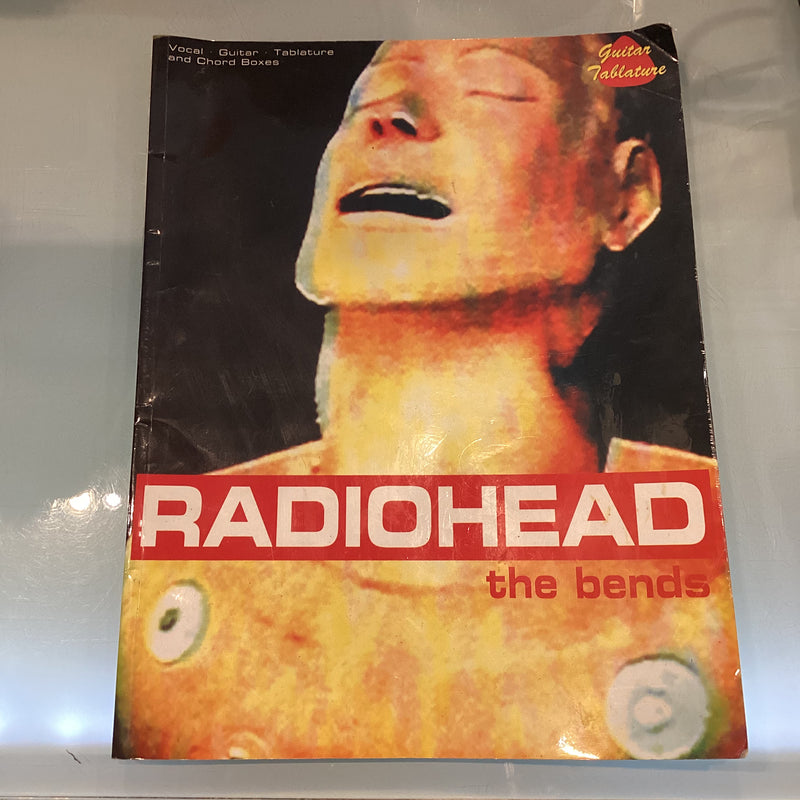 Vocal · Guitar · Tablature
and Chord Boxes
Guitar
Tablature
RADIOHEAD
the bends